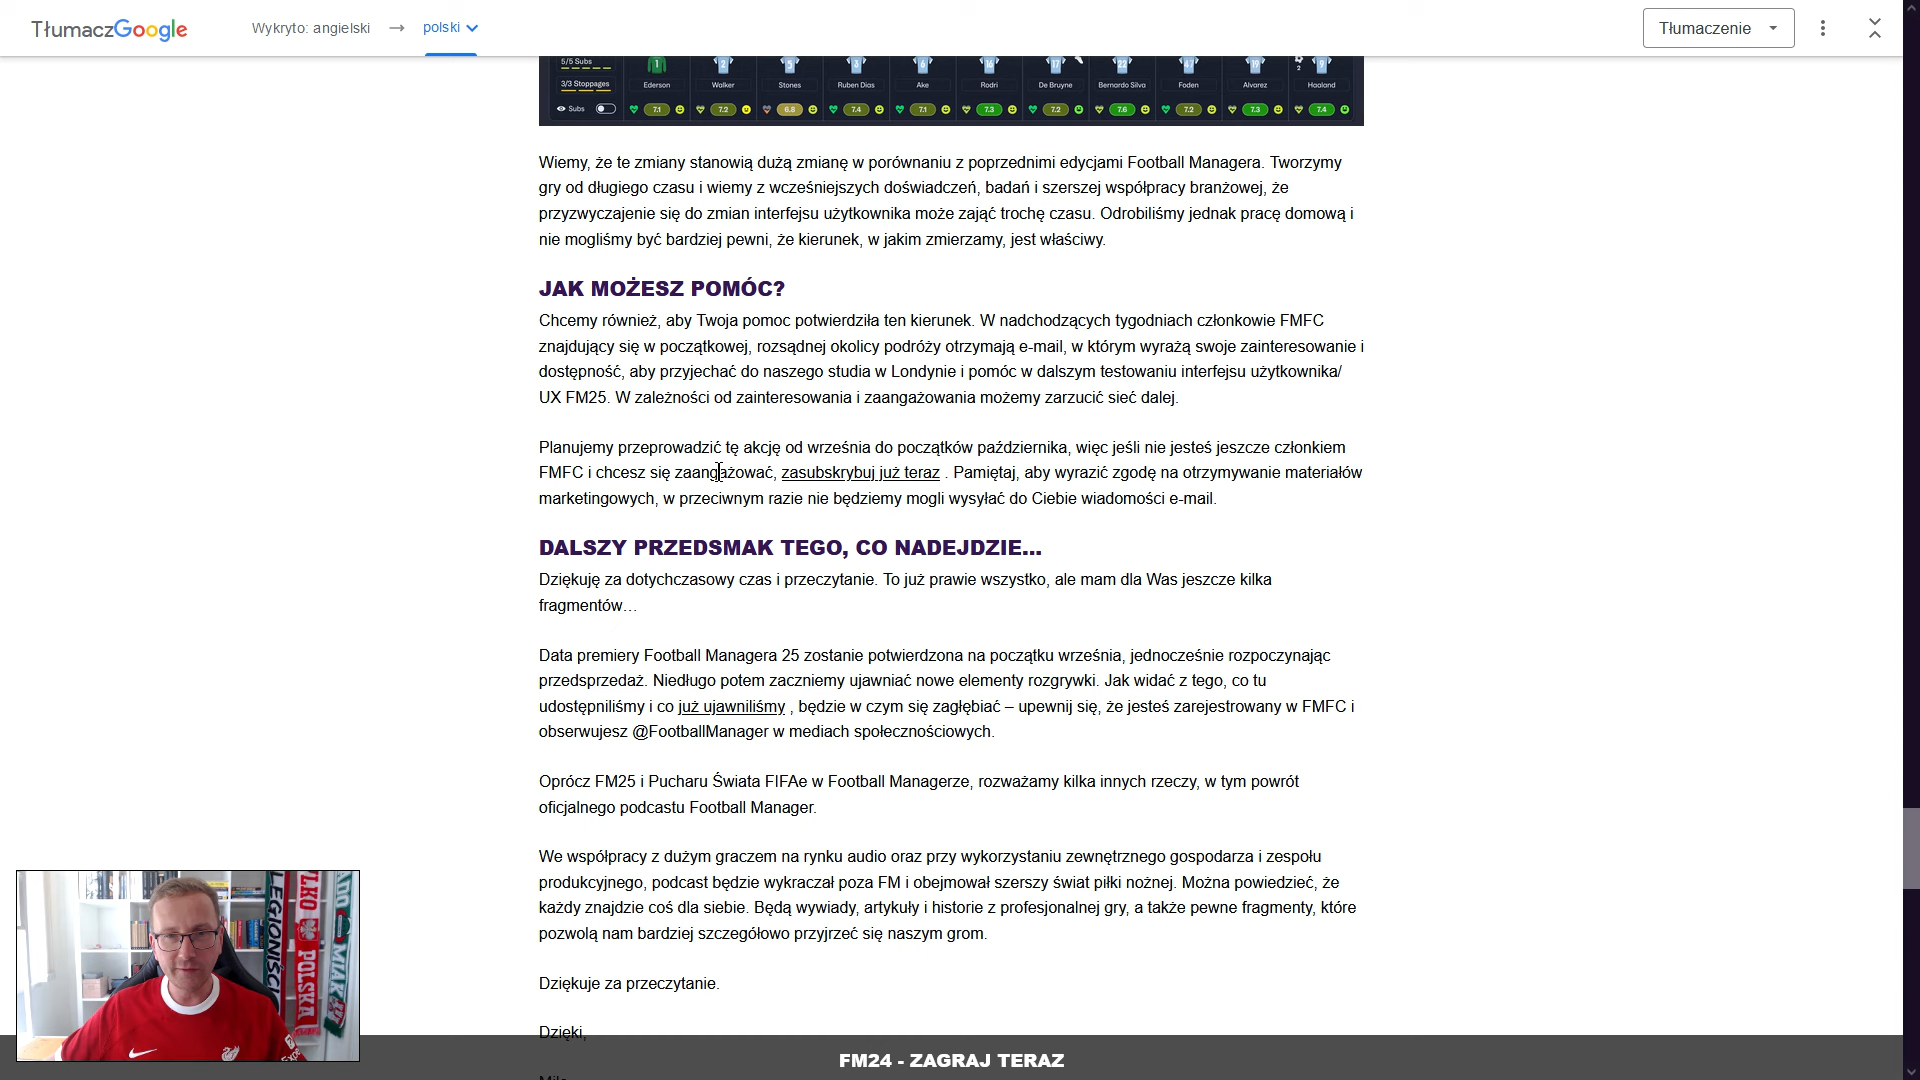 TłumaczGoogle
Wykryto: angielski → polski
Tłumaczenie
5/5 Subs
3/3 Stoppages
Subs
1 2 5 3 6 16 17 22 47 19 2 9
Ederson Walker Stones Ruben Dias Ake Rodri De Bruyne Bernardo Silva Foden Alvarez Haaland
7.1 7.2 6.8 7.4 7.1 7.3 7.2 7.6 7.2 7.3 7.4
Wiemy, że te zmiany stanowią dużą zmianę w porównaniu z poprzednimi edycjami Football Managera. Tworzymy
gry od długiego czasu i wiemy z wcześniejszych doświadczeń, badań i szerszej współpracy branżowej, że
przyzwyczajenie się do zmian interfejsu użytkownika może zająć trochę czasu. Odrobiliśmy jednak pracę domową i
nie mogliśmy być bardziej pewni, że kierunek, w jakim zmierzamy, jest właściwy.
JAK MOŻESZ POMÓC?
Chcemy również, aby Twoja pomoc potwierdziła ten kierunek. W nadchodzących tygodniach członkowie FMFC
znajdujący się w początkowej, rozsądnej okolicy podróży otrzymają e-mail, w którym wyrażą swoje zainteresowanie i
dostępność, aby przyjechać do naszego studia w Londynie i pomóc w dalszym testowaniu interfejsu użytkownika/
UX FM25. W zależności od zainteresowania i zaangażowania możemy zarzucić sieć dalej.
Planujemy przeprowadzić tę akcję od września do początków października, więc jeśli nie jesteś jeszcze członkiem
FMFC i chcesz się zaangażować, zasubskrybuj już teraz . Pamiętaj, aby wyrazić zgodę na otrzymywanie materiałów
marketingowych, w przeciwnym razie nie będziemy mogli wysyłać do Ciebie wiadomości e-mail.
DALSZY PRZEDSMAK TEGO, CO NADEJDZIE...
Dziękuję za dotychczasowy czas i przeczytanie. To już prawie wszystko, ale mam dla Was jeszcze kilka
fragmentów…
Data premiery Football Managera 25 zostanie potwierdzona na początku września, jednocześnie rozpoczynając
przedsprzedaż. Niedługo potem zaczniemy ujawniać nowe elementy rozgrywki. Jak widać z tego, co tu
udostępniliśmy i co już ujawniliśmy , będzie w czym się zagłębiać – upewnij się, że jesteś zarejestrowany w FMFC i
obserwujesz @FootballManager w mediach społecznościowych.
Oprócz FM25 i Pucharu Świata FIFAe w Football Managerze, rozważamy kilka innych rzeczy, w tym powrót
oficjalnego podcastu Football Manager.
We współpracy z dużym graczem na rynku audio oraz przy wykorzystaniu zewnętrznego gospodarza i zespołu
produkcyjnego, podcast będzie wykraczał poza FM i obejmował szerszy świat piłki nożnej. Można powiedzieć, że
każdy znajdzie coś dla siebie. Będą wywiady, artykuły i historie z profesjonalnej gry, a także pewne fragmenty, które
pozwolą nam bardziej szczegółowo przyjrzeć się naszym grom.
Dziękuje za przeczytanie.
Dzięki,
LEGIONIŚCI
POLSKA
FM24 - ZAGRAJ TERAZ